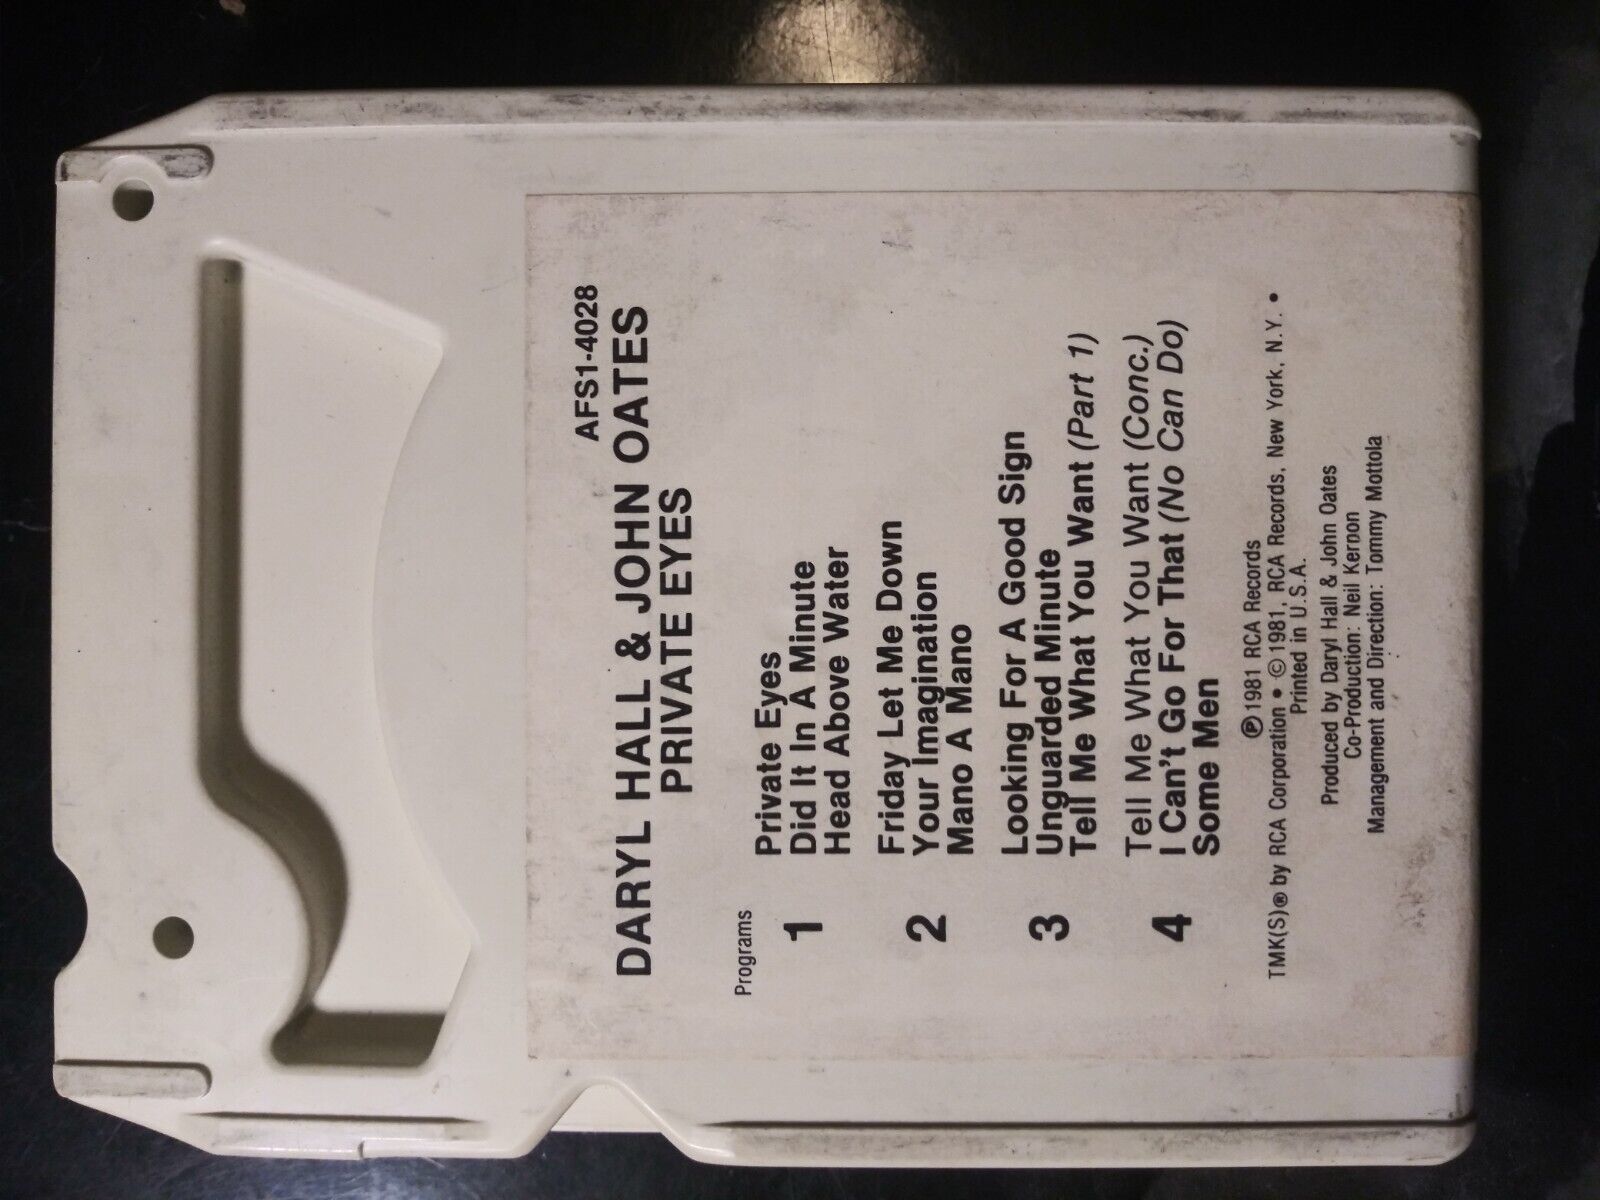 AFS1-4028
DARYL HALL & JOHN OATES
PRIVATE EYES
Programs
1 Private Eyes
Did It In A Minute
Head Above Water
2 Friday Let Me Down
Your Imagination
Mano A Mano
3 Looking For A Good Sign
Unguarded Minute
Tell Me What You Want (Part 1)
4 Tell Me What You Want (Conc.)
I Can't Go For That (No Can Do)
Some Men
℗ 1981 RCA Records
TMK(S)® by RCA Corporation • © 1981, RCA Records, New York, N.Y. •
Printed in U.S.A.
Produced by Daryl Hall & John Oates
Co-Production: Neil Kernon
Management and Direction: Tommy Mottola